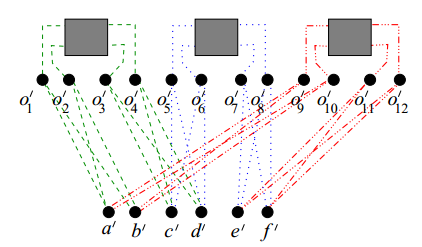 o′1 o′2 o′3 o′4 o′5 o′6 o′7 o′8 o′9 o′10 o′11 o′12
a′ b′ c′ d′ e′ f′